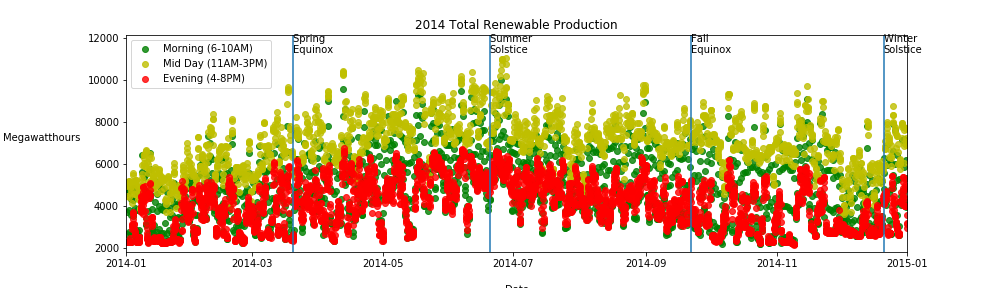 2014 Total Renewable Production
12000
10000
8000
6000
4000
2000
Megawatthours
Morning (6-10AM)
Mid Day (11AM-3PM)
Evening (4-8PM)
Spring
Equinox
Summer
Solstice
Fall
Equinox
Winter
Solstice
2014-01
2014-03
2014-05
2014-07
2014-09
2014-11
2015-01